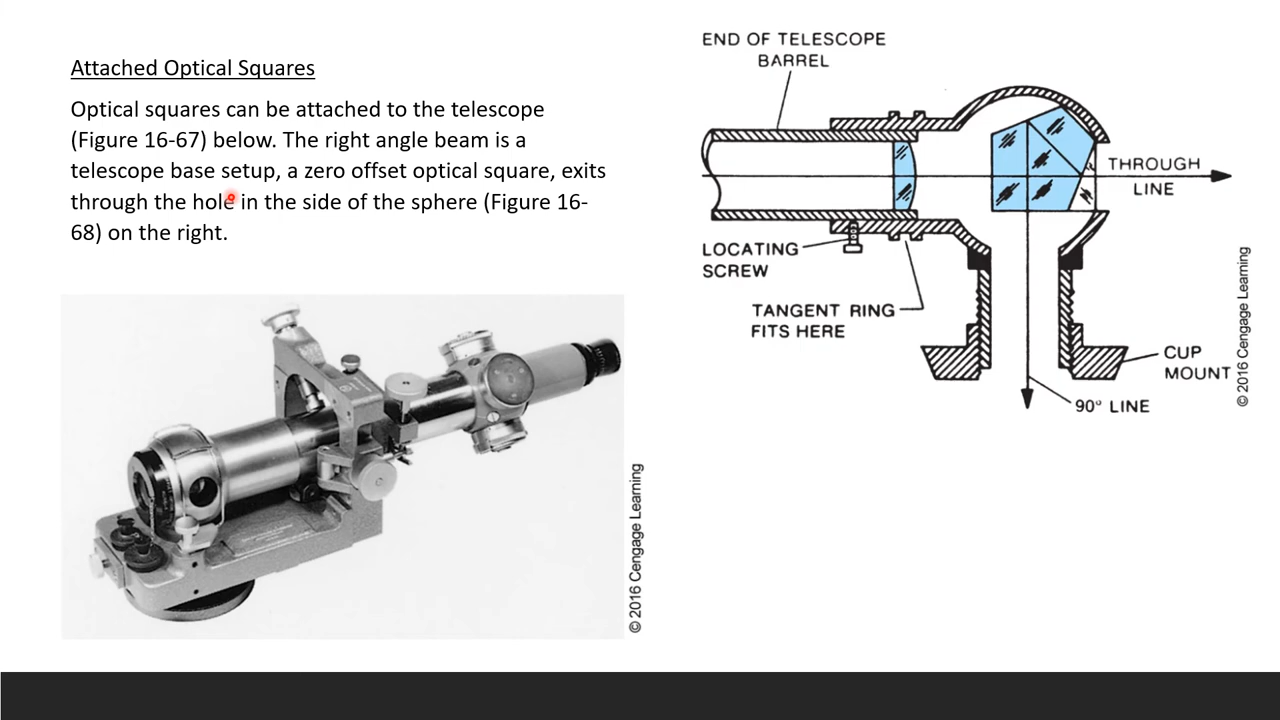 Attached Optical Squares
Optical squares can be attached to the telescope
(Figure 16-67) below. The right angle beam is a
telescope base setup, a zero offset optical square, exits
through the hole in the side of the sphere (Figure 16-
68) on the right.
© 2016 Cengage Learning
END OF TELESCOPE
BARREL
THROUGH
LINE
LOCATING
SCREW
TANGENT RING
FITS HERE
CUP
MOUNT
90° LINE
© 2016 Cengage Learning